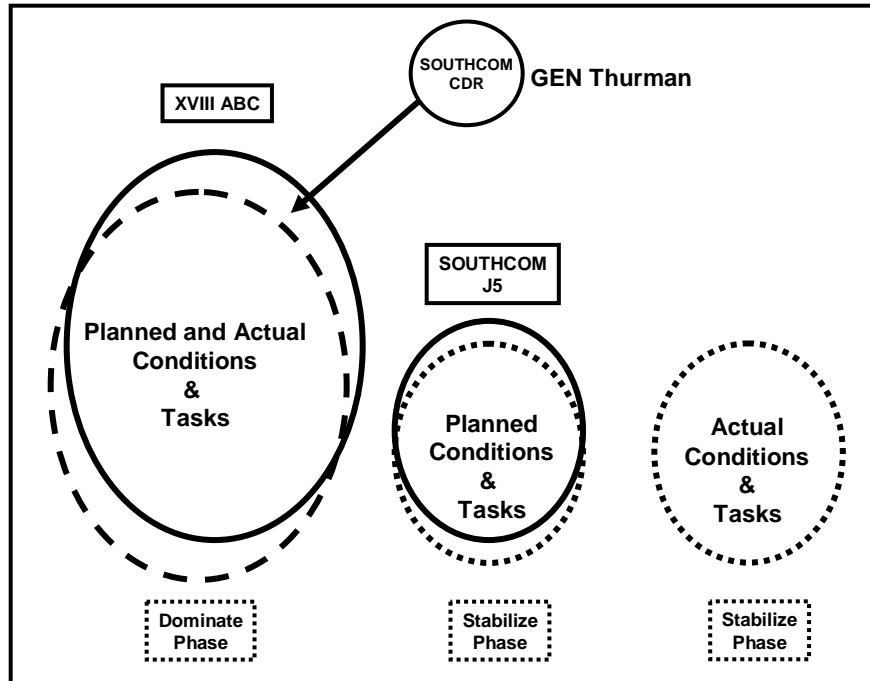 SOUTHCOM
CDR
GEN Thurman
XVIII ABC
SOUTHCOM
J5
Planned and Actual
Conditions
&
Tasks
Planned
Conditions
&
Tasks
Actual
Conditions
&
Tasks
Dominate
Phase
Stabilize
Phase
Stabilize
Phase